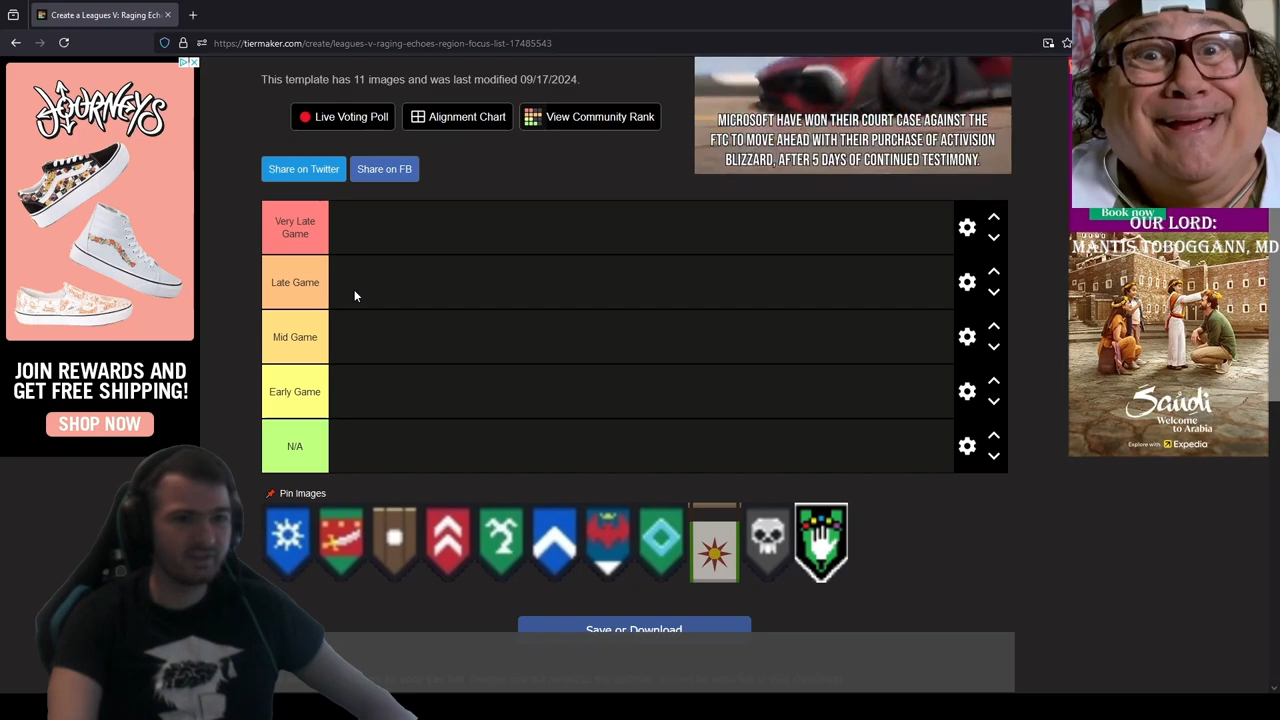 Create a Leagues V: Raging Ech
https://tiermaker.com/create/leagues-v-raging-echoes-region-focus-list-17485543
This template has 11 images and was last modified 09/17/2024.
Live Voting Poll
Alignment Chart
View Community Rank
Share on Twitter
Share on FB
MICROSOFT HAVE WON THEIR COURT CASE AGAINST THE
FTC TO MOVE AHEAD WITH THEIR PURCHASE OF ACTIVISION
BLIZZARD, AFTER 5 DAYS OF CONTINUED TESTIMONY.
JOURNEYS
JOIN REWARDS AND
GET FREE SHIPPING!
SHOP NOW
Very Late
Game
Late Game
Mid Game
Early Game
N/A
Pin Images
Save or Download
Book now
OUR LORD:
MANTIS TOBOGGANN, MD
Saudi
Welcome
to Arabia
Explore with Expedia